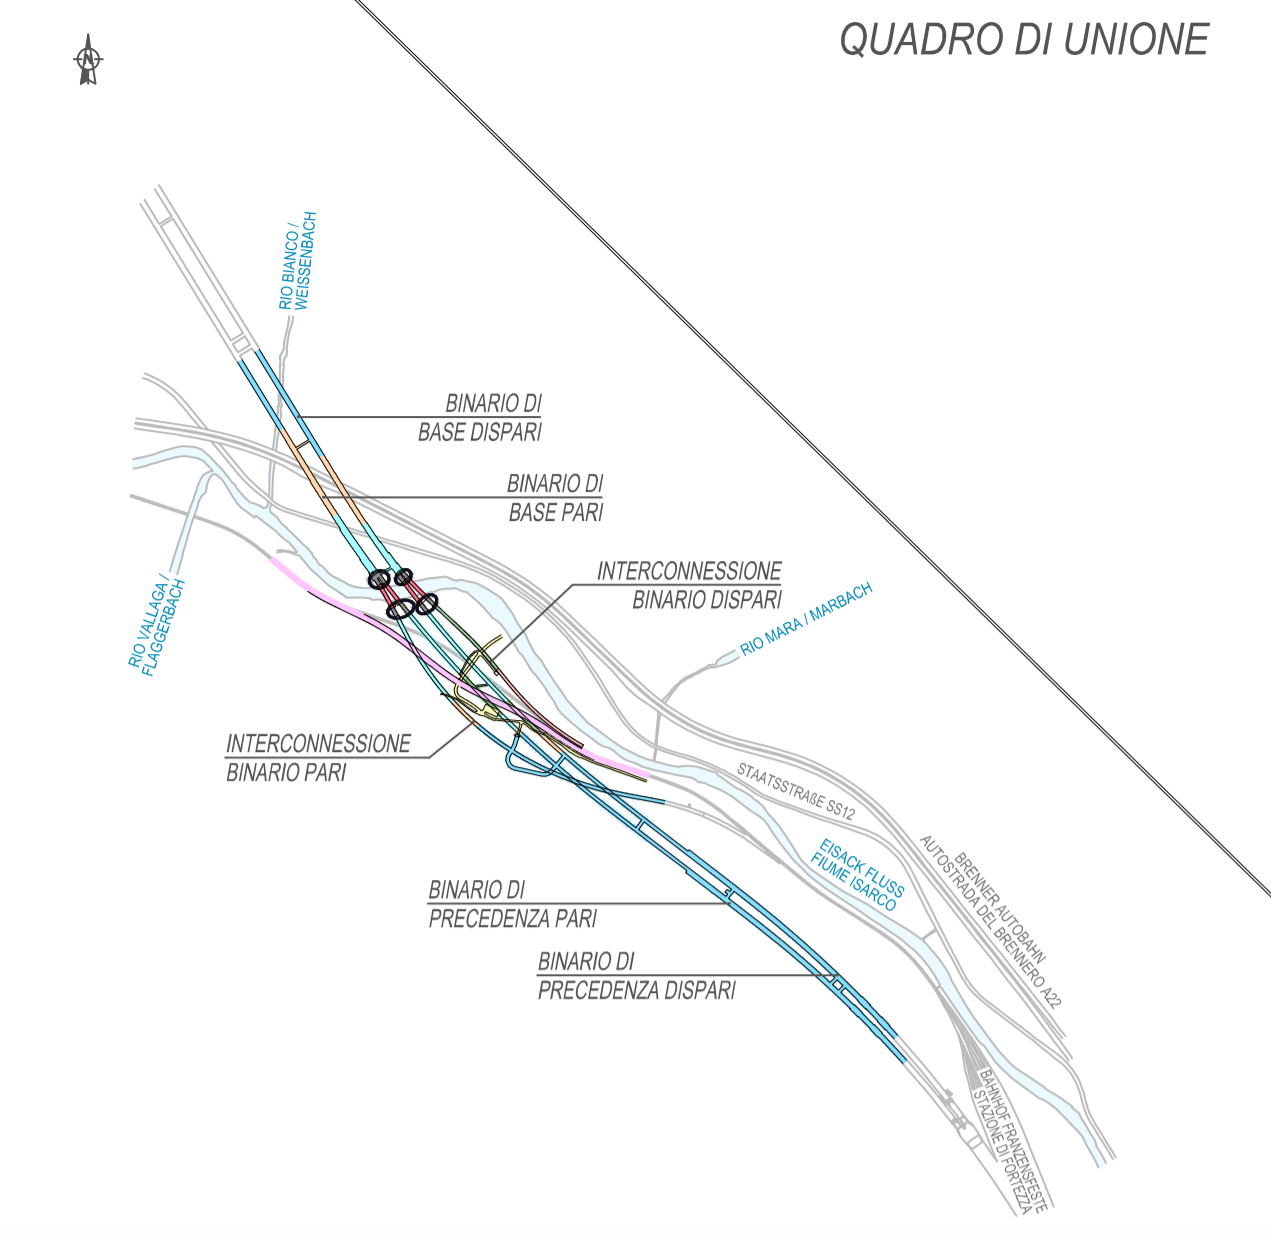 QUADRO DI UNIONE
N
RIO BIANCO /
WEISSENBACH
BINARIO DI
BASE DISPARI
BINARIO DI
BASE PARI
INTERCONNESSIONE
BINARIO DISPARI
RIO VALLAGA /
FLAGGERBACH
RIO MARA / MARBACH
INTERCONNESSIONE
BINARIO PARI
STAATSSTRAßE SS12
EISACK FLUSS
FIUME ISARCO
BRENNER AUTOBAHN
AUTOSTRADA DEL BRENNERO A22
BINARIO DI
PRECEDENZA PARI
BINARIO DI
PRECEDENZA DISPARI
BAHNHOF FRANZENSFESTE
STAZIONE DI FORTEZZA